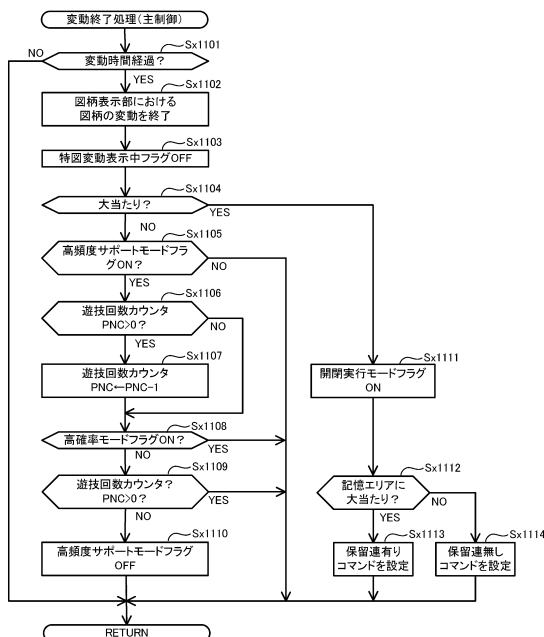 変動終了処理(主制御)
Sx1101
NO
変動時間経過?
YES
Sx1102
図柄表示部における
図柄の変動を終了
Sx1103
特図変動表示中フラグOFF
Sx1104
大当たり?
YES
NO
Sx1105
高頻度サポートモードフラ
グON?
NO
YES
Sx1106
遊技回数カウンタ
PNC>0?
NO
YES
Sx1107
遊技回数カウンタ
PNC←PNC-1
Sx1108
高確率モードフラグON?
YES
NO
Sx1109
遊技回数カウンタ?
PNC>0?
YES
NO
Sx1110
高頻度サポートモードフラグ
OFF
Sx1111
開閉実行モードフラグ
ON
Sx1112
記憶エリアに
大当たり?
NO
YES
Sx1113
保留連有り
コマンドを設定
Sx1114
保留連無し
コマンドを設定
RETURN